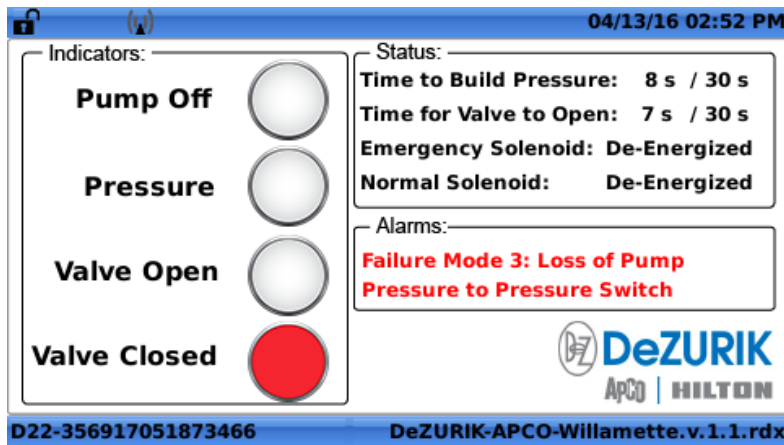 04/13/16 02:52 PM
Indicators:
Pump Off
Pressure
Valve Open
Valve Closed
Status:
Time to Build Pressure: 8 s / 30 s
Time for Valve to Open: 7 s / 30 s
Emergency Solenoid: De-Energized
Normal Solenoid: De-Energized
Alarms:
Failure Mode 3: Loss of Pump
Pressure to Pressure Switch
DZ DeZURIK
APCO | HILTON
D22-356917051873466 DeZURIK-APCO-Willamette.v.1.1.rdx